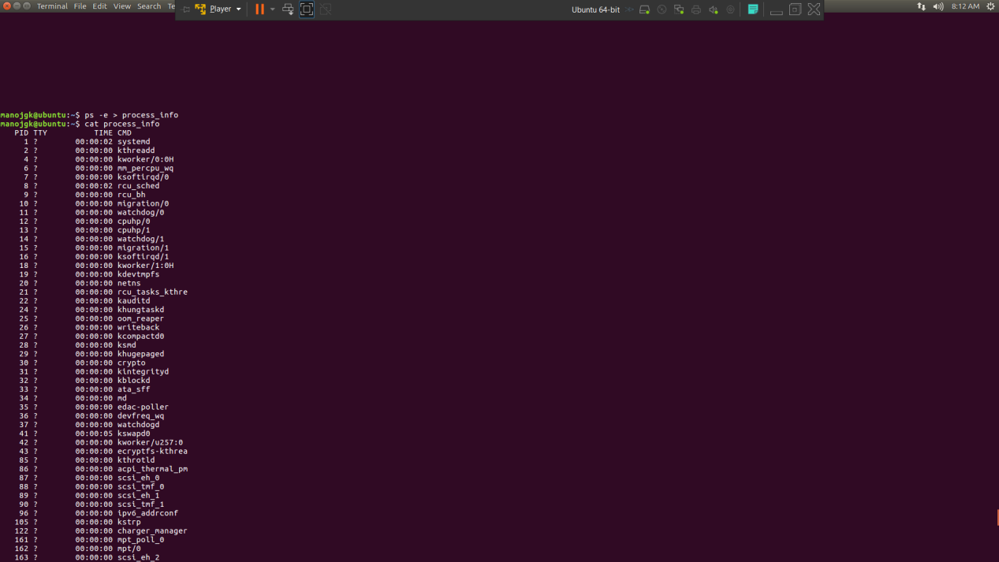 Terminal File Edit View Search Te
Player
Ubuntu 64-bit
8:12 AM
manojgk@ubuntu:~$ ps -e > process_info
manojgk@ubuntu:~$ cat process_info
PID TTY TIME CMD
1 ? 00:00:02 systemd
2 ? 00:00:00 kthreadd
4 ? 00:00:00 kworker/0:0H
6 ? 00:00:00 mm_percpu_wq
7 ? 00:00:00 ksoftirqd/0
8 ? 00:00:02 rcu_sched
9 ? 00:00:00 rcu_bh
10 ? 00:00:00 migration/0
11 ? 00:00:00 watchdog/0
12 ? 00:00:00 cpuhp/0
13 ? 00:00:00 cpuhp/1
14 ? 00:00:00 watchdog/1
15 ? 00:00:00 migration/1
16 ? 00:00:00 ksoftirqd/1
18 ? 00:00:00 kworker/1:0H
19 ? 00:00:00 kdevtmpfs
20 ? 00:00:00 netns
21 ? 00:00:00 rcu_tasks_kthre
22 ? 00:00:00 kauditd
24 ? 00:00:00 khungtaskd
25 ? 00:00:00 oom_reaper
26 ? 00:00:00 writeback
27 ? 00:00:00 kcompactd0
28 ? 00:00:00 ksmd
29 ? 00:00:00 khugepaged
30 ? 00:00:00 crypto
31 ? 00:00:00 kintegrityd
32 ? 00:00:00 kblockd
33 ? 00:00:00 ata_sff
34 ? 00:00:00 md
35 ? 00:00:00 edac-poller
36 ? 00:00:00 devfreq_wq
37 ? 00:00:00 watchdogd
41 ? 00:00:05 kswapd0
42 ? 00:00:00 kworker/u257:0
43 ? 00:00:00 ecryptfs-kthrea
85 ? 00:00:00 kthrotld
86 ? 00:00:00 acpi_thermal_pm
87 ? 00:00:00 scsi_eh_0
88 ? 00:00:00 scsi_tmf_0
89 ? 00:00:00 scsi_eh_1
90 ? 00:00:00 scsi_tmf_1
96 ? 00:00:00 ipv6_addrconf
105 ? 00:00:00 kstrp
122 ? 00:00:00 charger_manager
161 ? 00:00:00 mpt_poll_0
162 ? 00:00:00 mpt/0
163 ? 00:00:00 scsi_eh_2